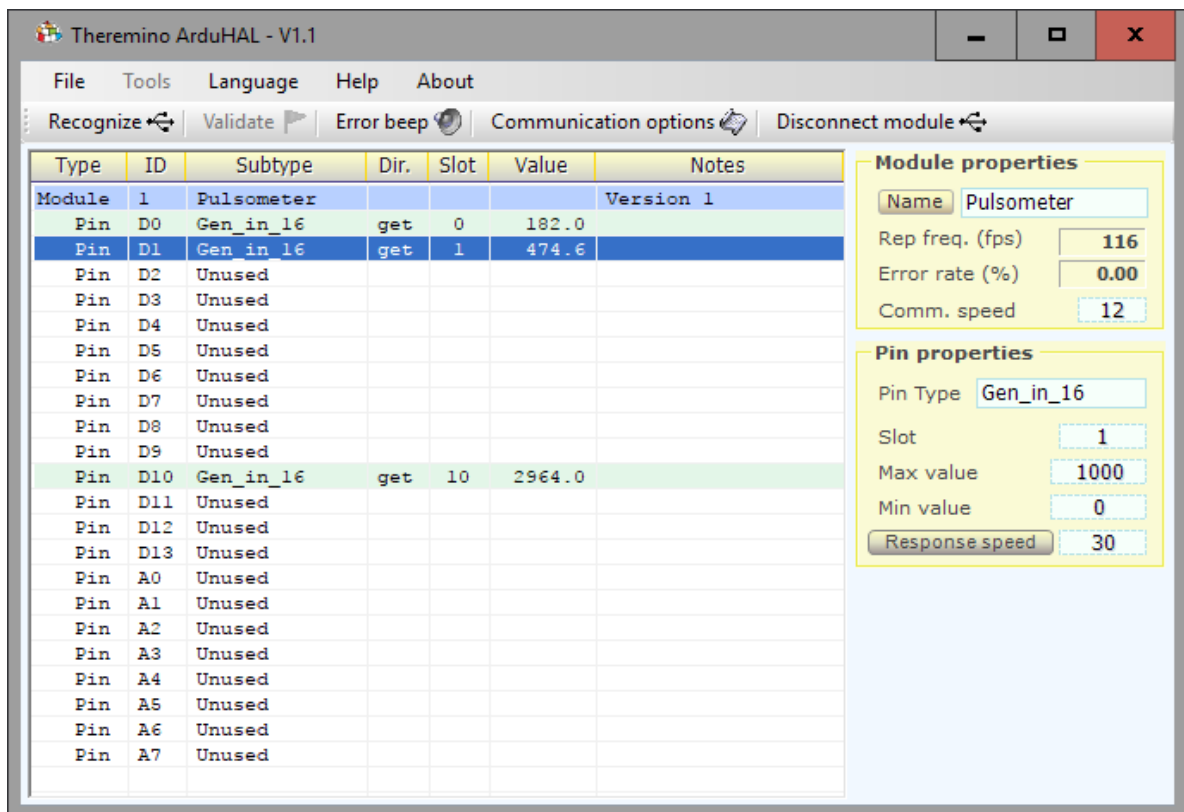 Theremino ArduHAL - V1.1
File Tools Language Help About
Recognize Validate Error beep Communication options Disconnect module
Type ID Subtype Dir. Slot Value Notes
Module 1 Pulsometer Version 1
Pin D0 Gen_in_16 get 0 182.0
Pin D1 Gen_in_16 get 1 474.6
Pin D2 Unused
Pin D3 Unused
Pin D4 Unused
Pin D5 Unused
Pin D6 Unused
Pin D7 Unused
Pin D8 Unused
Pin D9 Unused
Pin D10 Gen_in_16 get 10 2964.0
Pin D11 Unused
Pin D12 Unused
Pin D13 Unused
Pin A0 Unused
Pin A1 Unused
Pin A2 Unused
Pin A3 Unused
Pin A4 Unused
Pin A5 Unused
Pin A6 Unused
Pin A7 Unused
Module properties
Name Pulsometer
Rep freq. (fps) 116
Error rate (%) 0.00
Comm. speed 12
Pin properties
Pin Type Gen_in_16
Slot 1
Max value 1000
Min value 0
Response speed 30